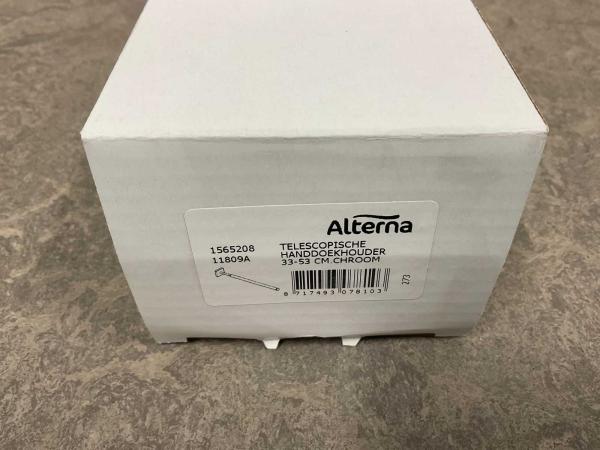 Alterna
1565208
11809A
TELESCOPISCHE
HANDDOEKHOUDER
33-53 CM.CHROOM
8 717493 078103
273